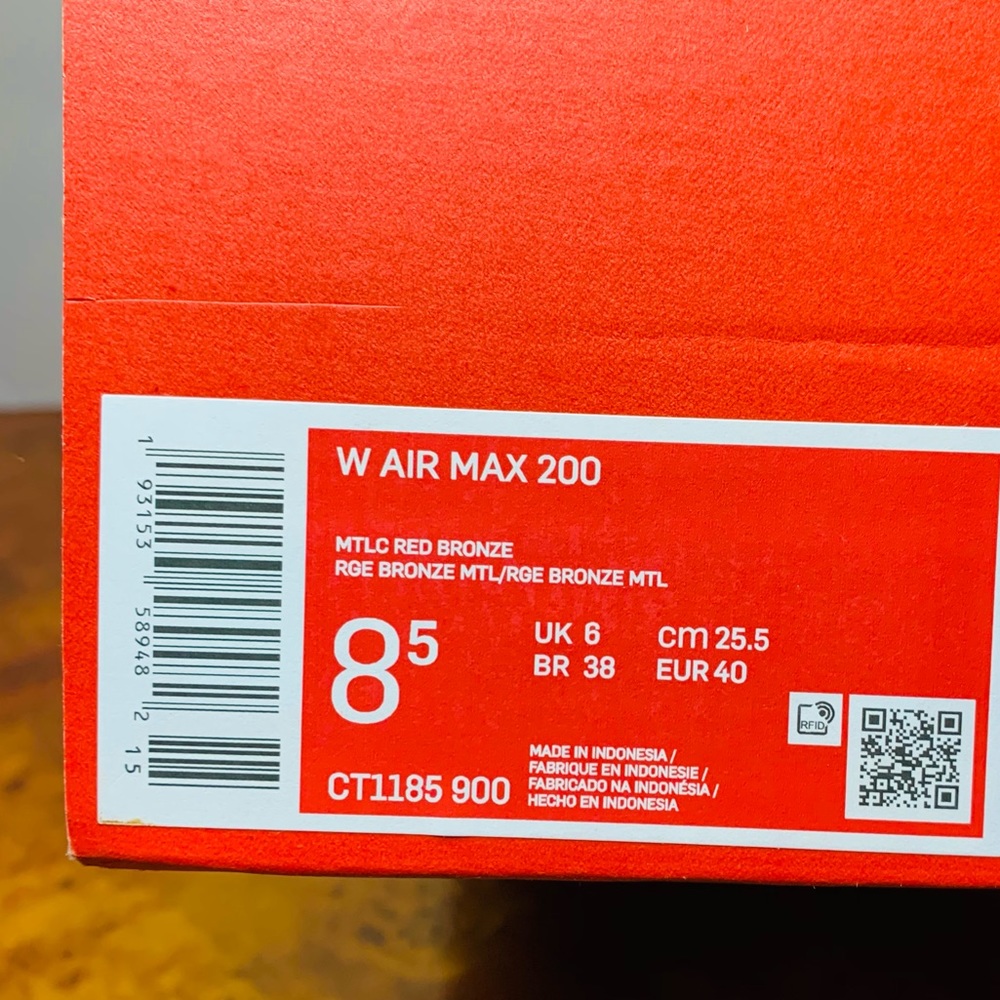 1 93153 58948 2 15
W AIR MAX 200
MTLC RED BRONZE
RGE BRONZE MTL/RGE BRONZE MTL
8 5
UK 6 cm 25.5
BR 38 EUR 40
RFID
MADE IN INDONESIA /
FABRIQUE EN INDONESIE /
FABRICADO NA INDONÉSIA /
HECHO EN INDONESIA
CT1185 900